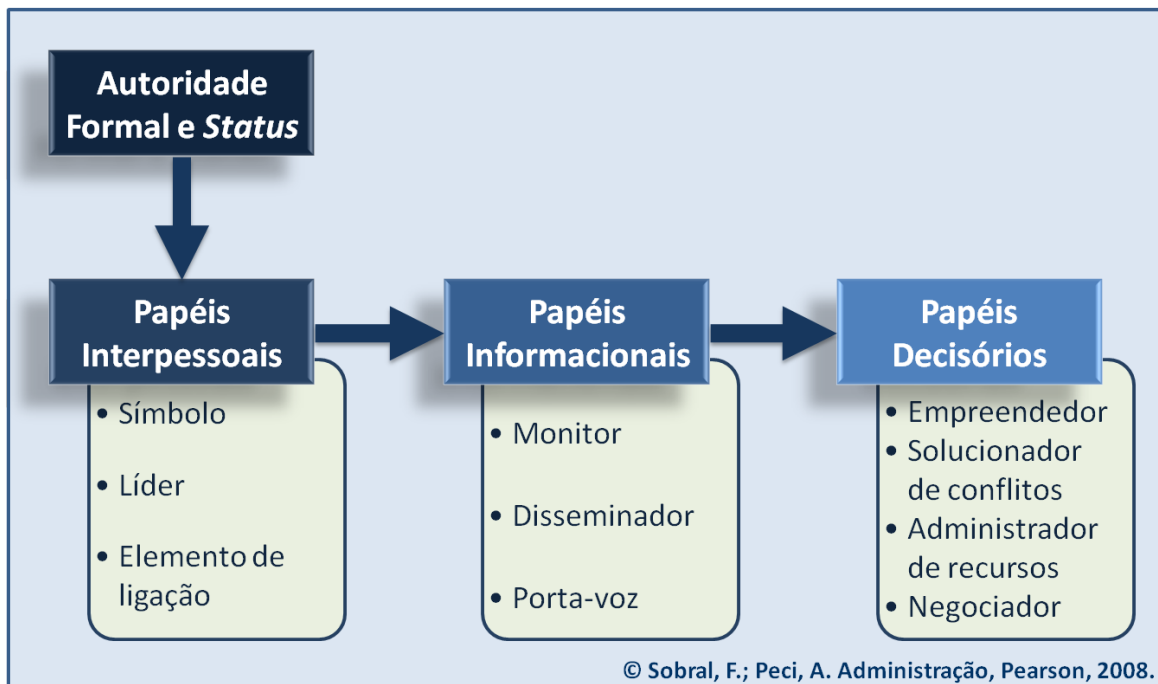 Autoridade
Formal e Status
Papéis
Interpessoais
• Símbolo
• Líder
• Elemento de
ligação
Papéis
Informacionais
• Monitor
• Disseminador
• Porta-voz
Papéis
Decisórios
• Empreendedor
• Solucionador
de conflitos
• Administrador
de recursos
• Negociador
© Sobral, F.; Peci, A. Administração, Pearson, 2008.